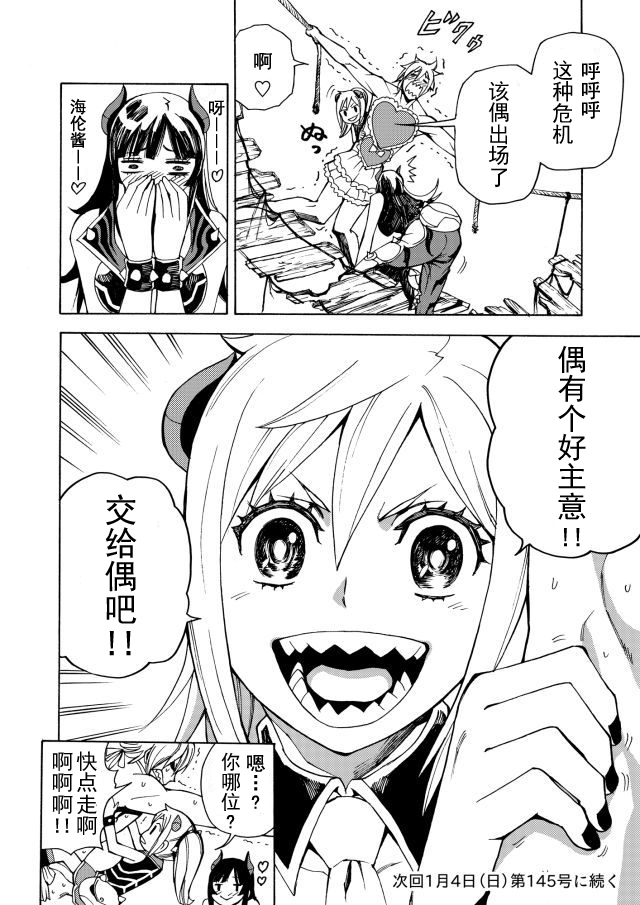 ビクゥ
呼呼呼
这种危机
该偶出场了
啊
♡
ぬっ
呀——♡
海伦酱——♡
偶有个好主意!!
交给偶吧!!
嗯…?
你哪位?
快点走啊
啊啊啊!!
♡♡
次回1月4日(日)第145号に続く